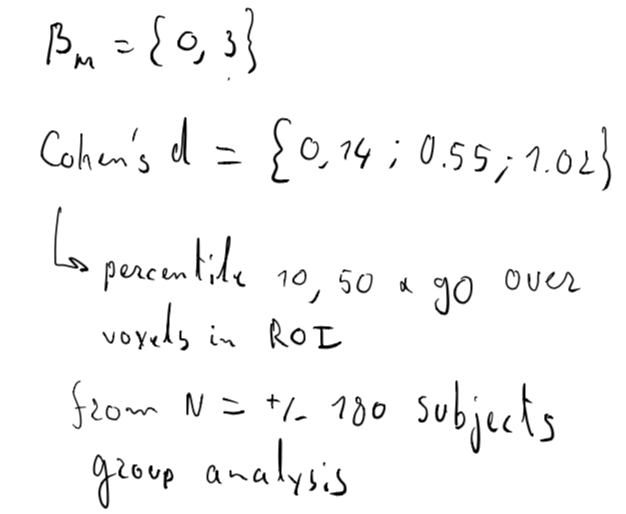 βm = {0, 3}
Cohen's d = {0,14 ; 0.55 ; 1.02}
↳ percentile 10, 50 & 90 over
voxels in ROI
from N = +/- 180 subjects
group analysis